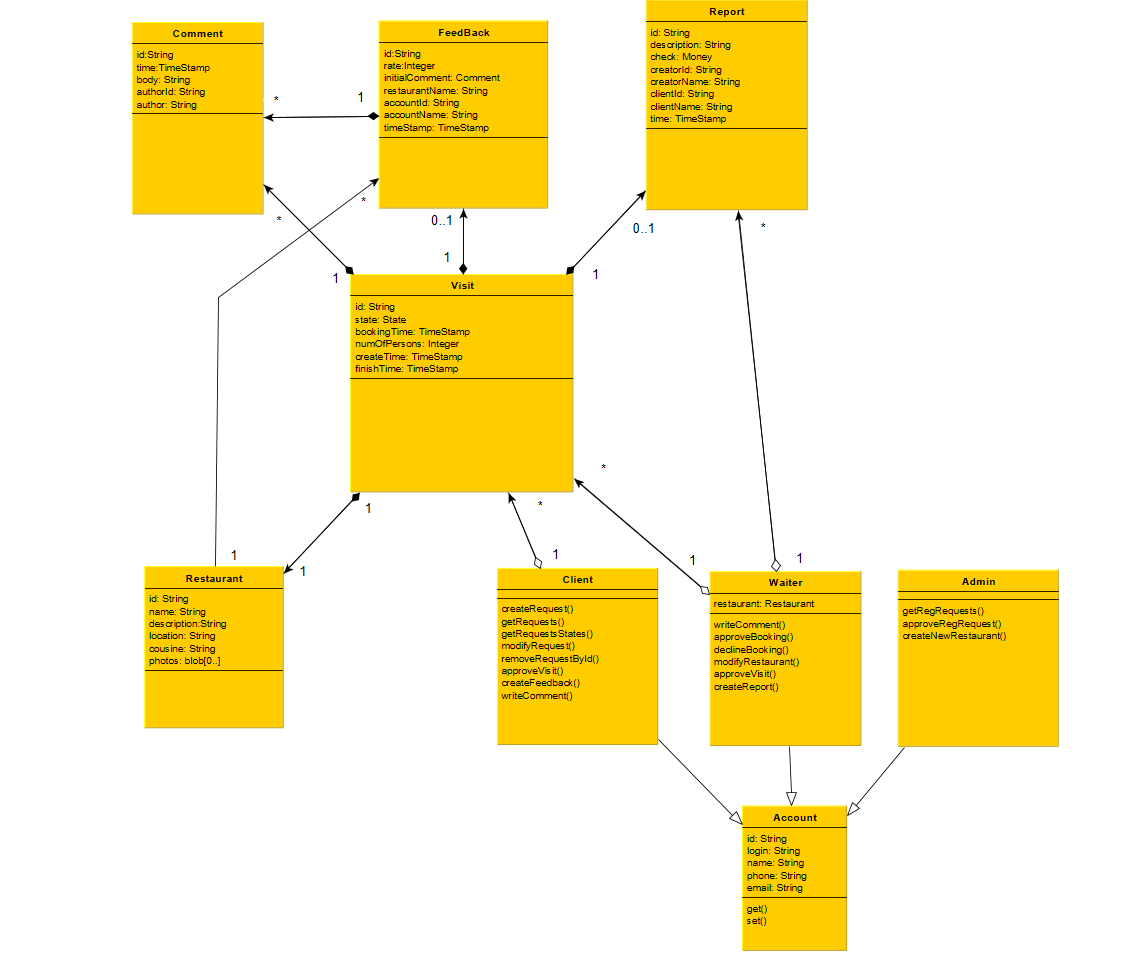 Comment
id:String
time:TimeStamp
body: String
authorId: String
author: String
FeedBack
id:String
rate:Integer
initialComment: Comment
restaurantName: String
accountId: String
accountName: String
timeStamp: TimeStamp
Report
id: String
description: String
check: Money
creatorId: String
creatorName: String
clientId: String
clientName: String
time: TimeStamp
*
1
*
1
*
0..1
1
0..1
1
*
Visit
id: String
state: State
bookingTime: TimeStamp
numOfPersons: Integer
createTime: TimeStamp
finishTime: TimeStamp
1
1
1
*
1
*
1
1
Restaurant
id: String
name: String
description:String
location: String
cousine: String
photos: blob[0..]
Client
createRequest()
getRequests()
getRequestsStates()
modifyRequest()
removeRequestById()
approveVisit()
createFeedback()
writeComment()
Waiter
restaurant: Restaurant
writeComment()
approveBooking()
declineBooking()
modifyRestaurant()
approveVisit()
createReport()
Admin
getRegRequests()
approveRegRequest()
createNewRestaurant()
Account
id: String
login: String
name: String
phone: String
email: String
get()
set()